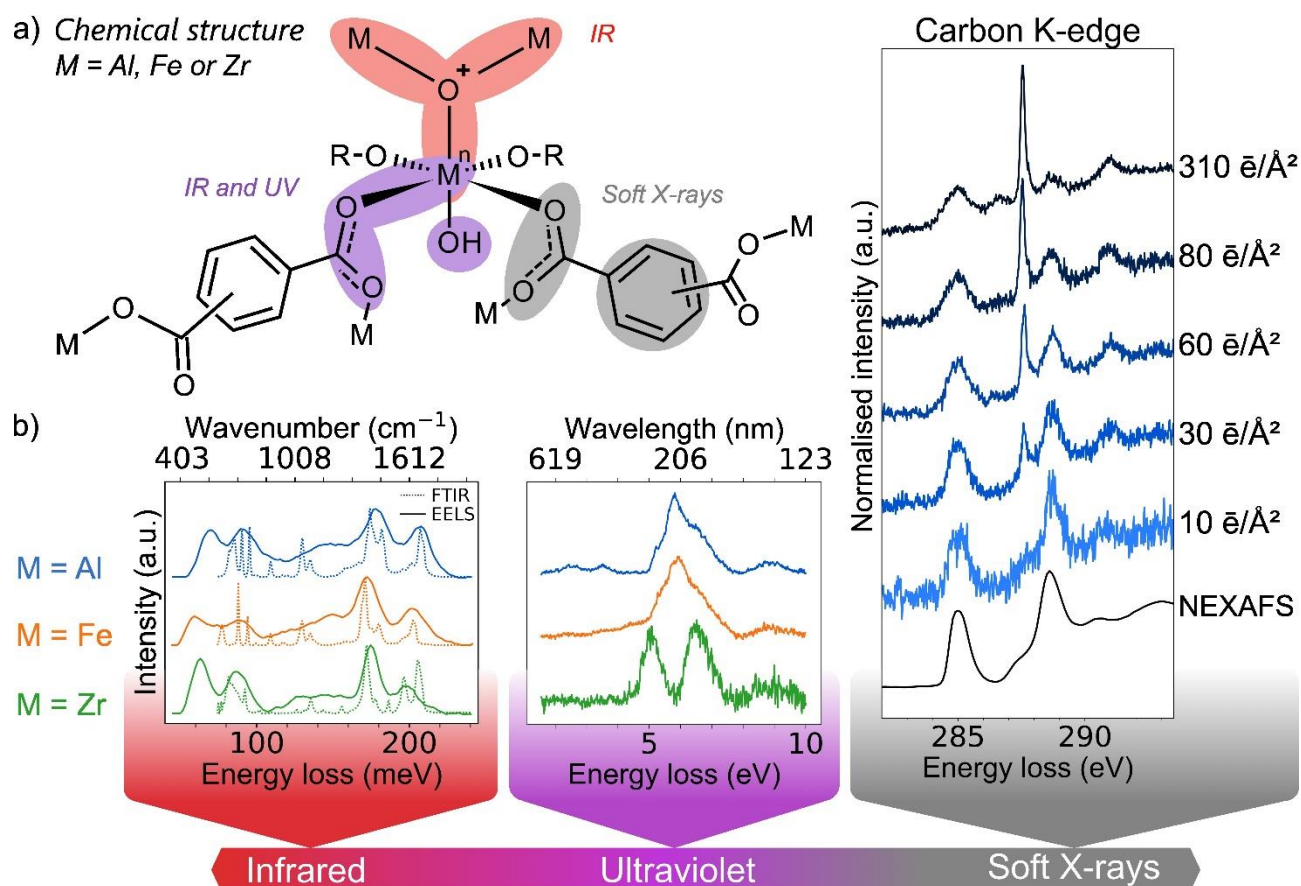 a) Chemical structure
M = Al, Fe or Zr
M M IR
O +
R-O n O-R
M
IR and UV
Soft X-rays
O OH O
O O
M M
O O
M M
O O
Carbon K-edge
Normalised intensity (a.u.)
310 ē/Å²
80 ē/Å²
60 ē/Å²
30 ē/Å²
10 ē/Å²
NEXAFS
285 290
Energy loss (eV)
b)
Wavenumber (cm⁻¹)
403 1008 1612
FTIR
EELS
Intensity (a.u.)
M = Al
M = Fe
M = Zr
100 200
Energy loss (meV)
Wavelength (nm)
619 206 123
5 10
Energy loss (eV)
Infrared Ultraviolet Soft X-rays